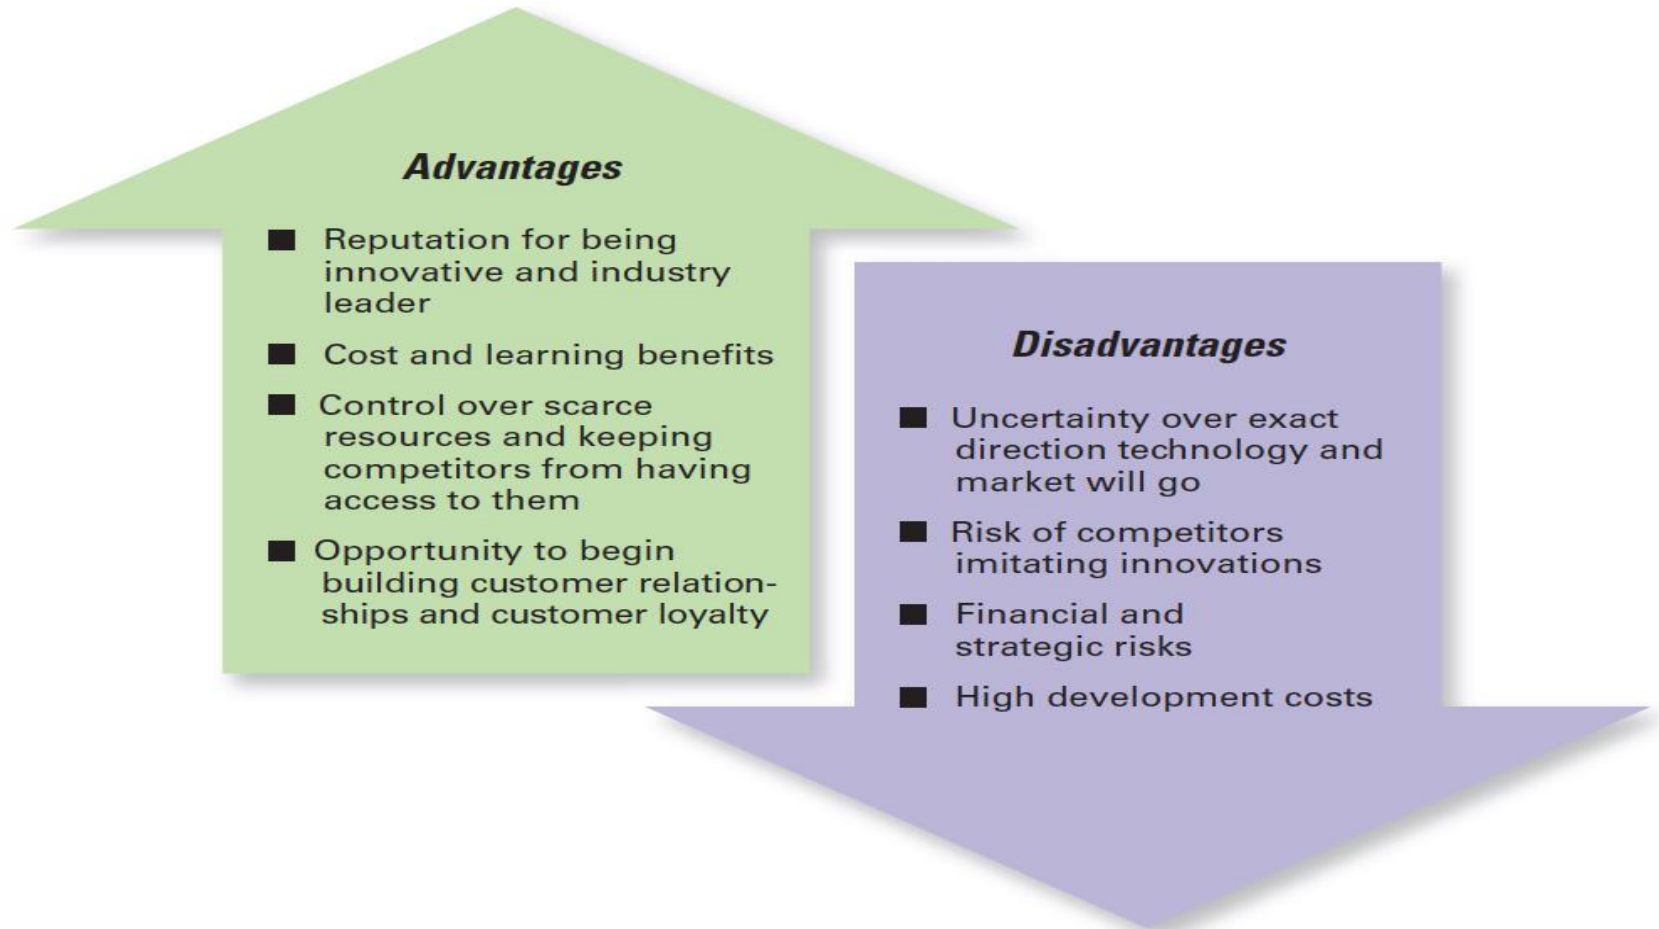 Advantages
■ Reputation for being
innovative and industry
leader
■ Cost and learning benefits
■ Control over scarce
resources and keeping
competitors from having
access to them
■ Opportunity to begin
building customer relation-
ships and customer loyalty
Disadvantages
■ Uncertainty over exact
direction technology and
market will go
■ Risk of competitors
imitating innovations
■ Financial and
strategic risks
■ High development costs